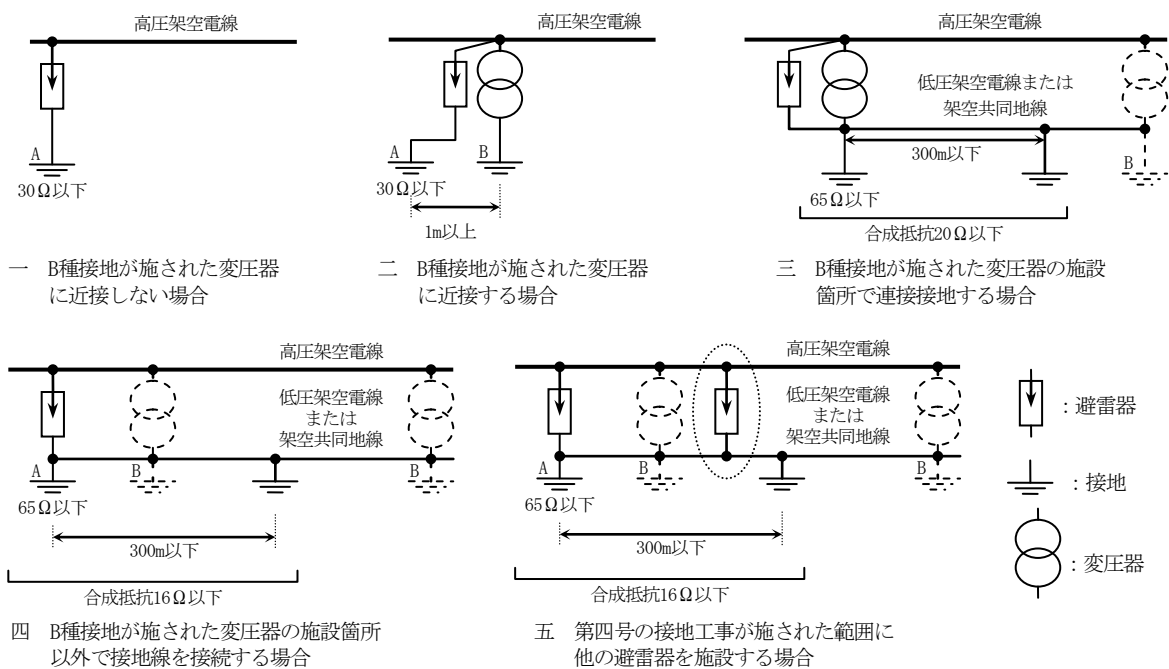 高圧架空電線
A
30Ω以下
一 B種接地が施された変圧器
に近接しない場合
高圧架空電線
A
B
30Ω以下
1m以上
二 B種接地が施された変圧器
に近接する場合
高圧架空電線
低圧架空電線または
架空共同地線
300m以下
B
65Ω以下
合成抵抗20Ω以下
三 B種接地が施された変圧器の施設
箇所で連接接地する場合
高圧架空電線
低圧架空電線
または
架空共同地線
A
B
B
65Ω以下
300m以下
合成抵抗16Ω以下
四 B種接地が施された変圧器の施設箇所
以外で接地線を接続する場合
高圧架空電線
低圧架空電線
または
架空共同地線
A
B
B
65Ω以下
300m以下
合成抵抗16Ω以下
五 第四号の接地工事が施された範囲に
他の避雷器を施設する場合
：避雷器
：接地
：変圧器